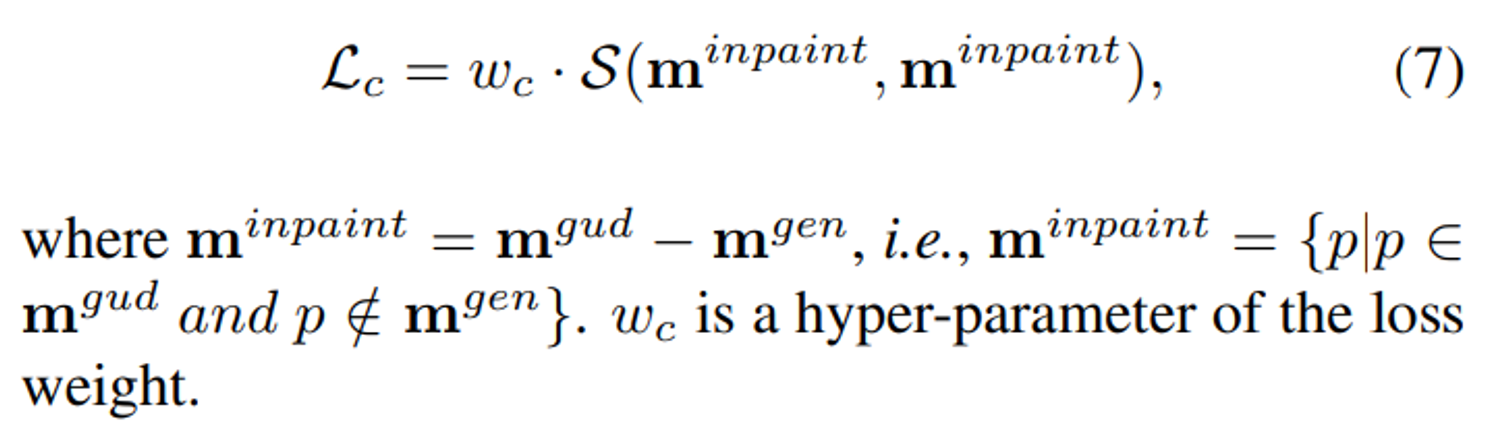 ℒ_c = w_c · 𝒮(𝐦^{inpaint}, 𝐦^{inpaint}), (7)
where 𝐦^{inpaint} = 𝐦^{gud} − 𝐦^{gen}, i.e., 𝐦^{inpaint} = {p|p ∈
𝐦^{gud} and p ∉ 𝐦^{gen}}. w_c is a hyper-parameter of the loss
weight.